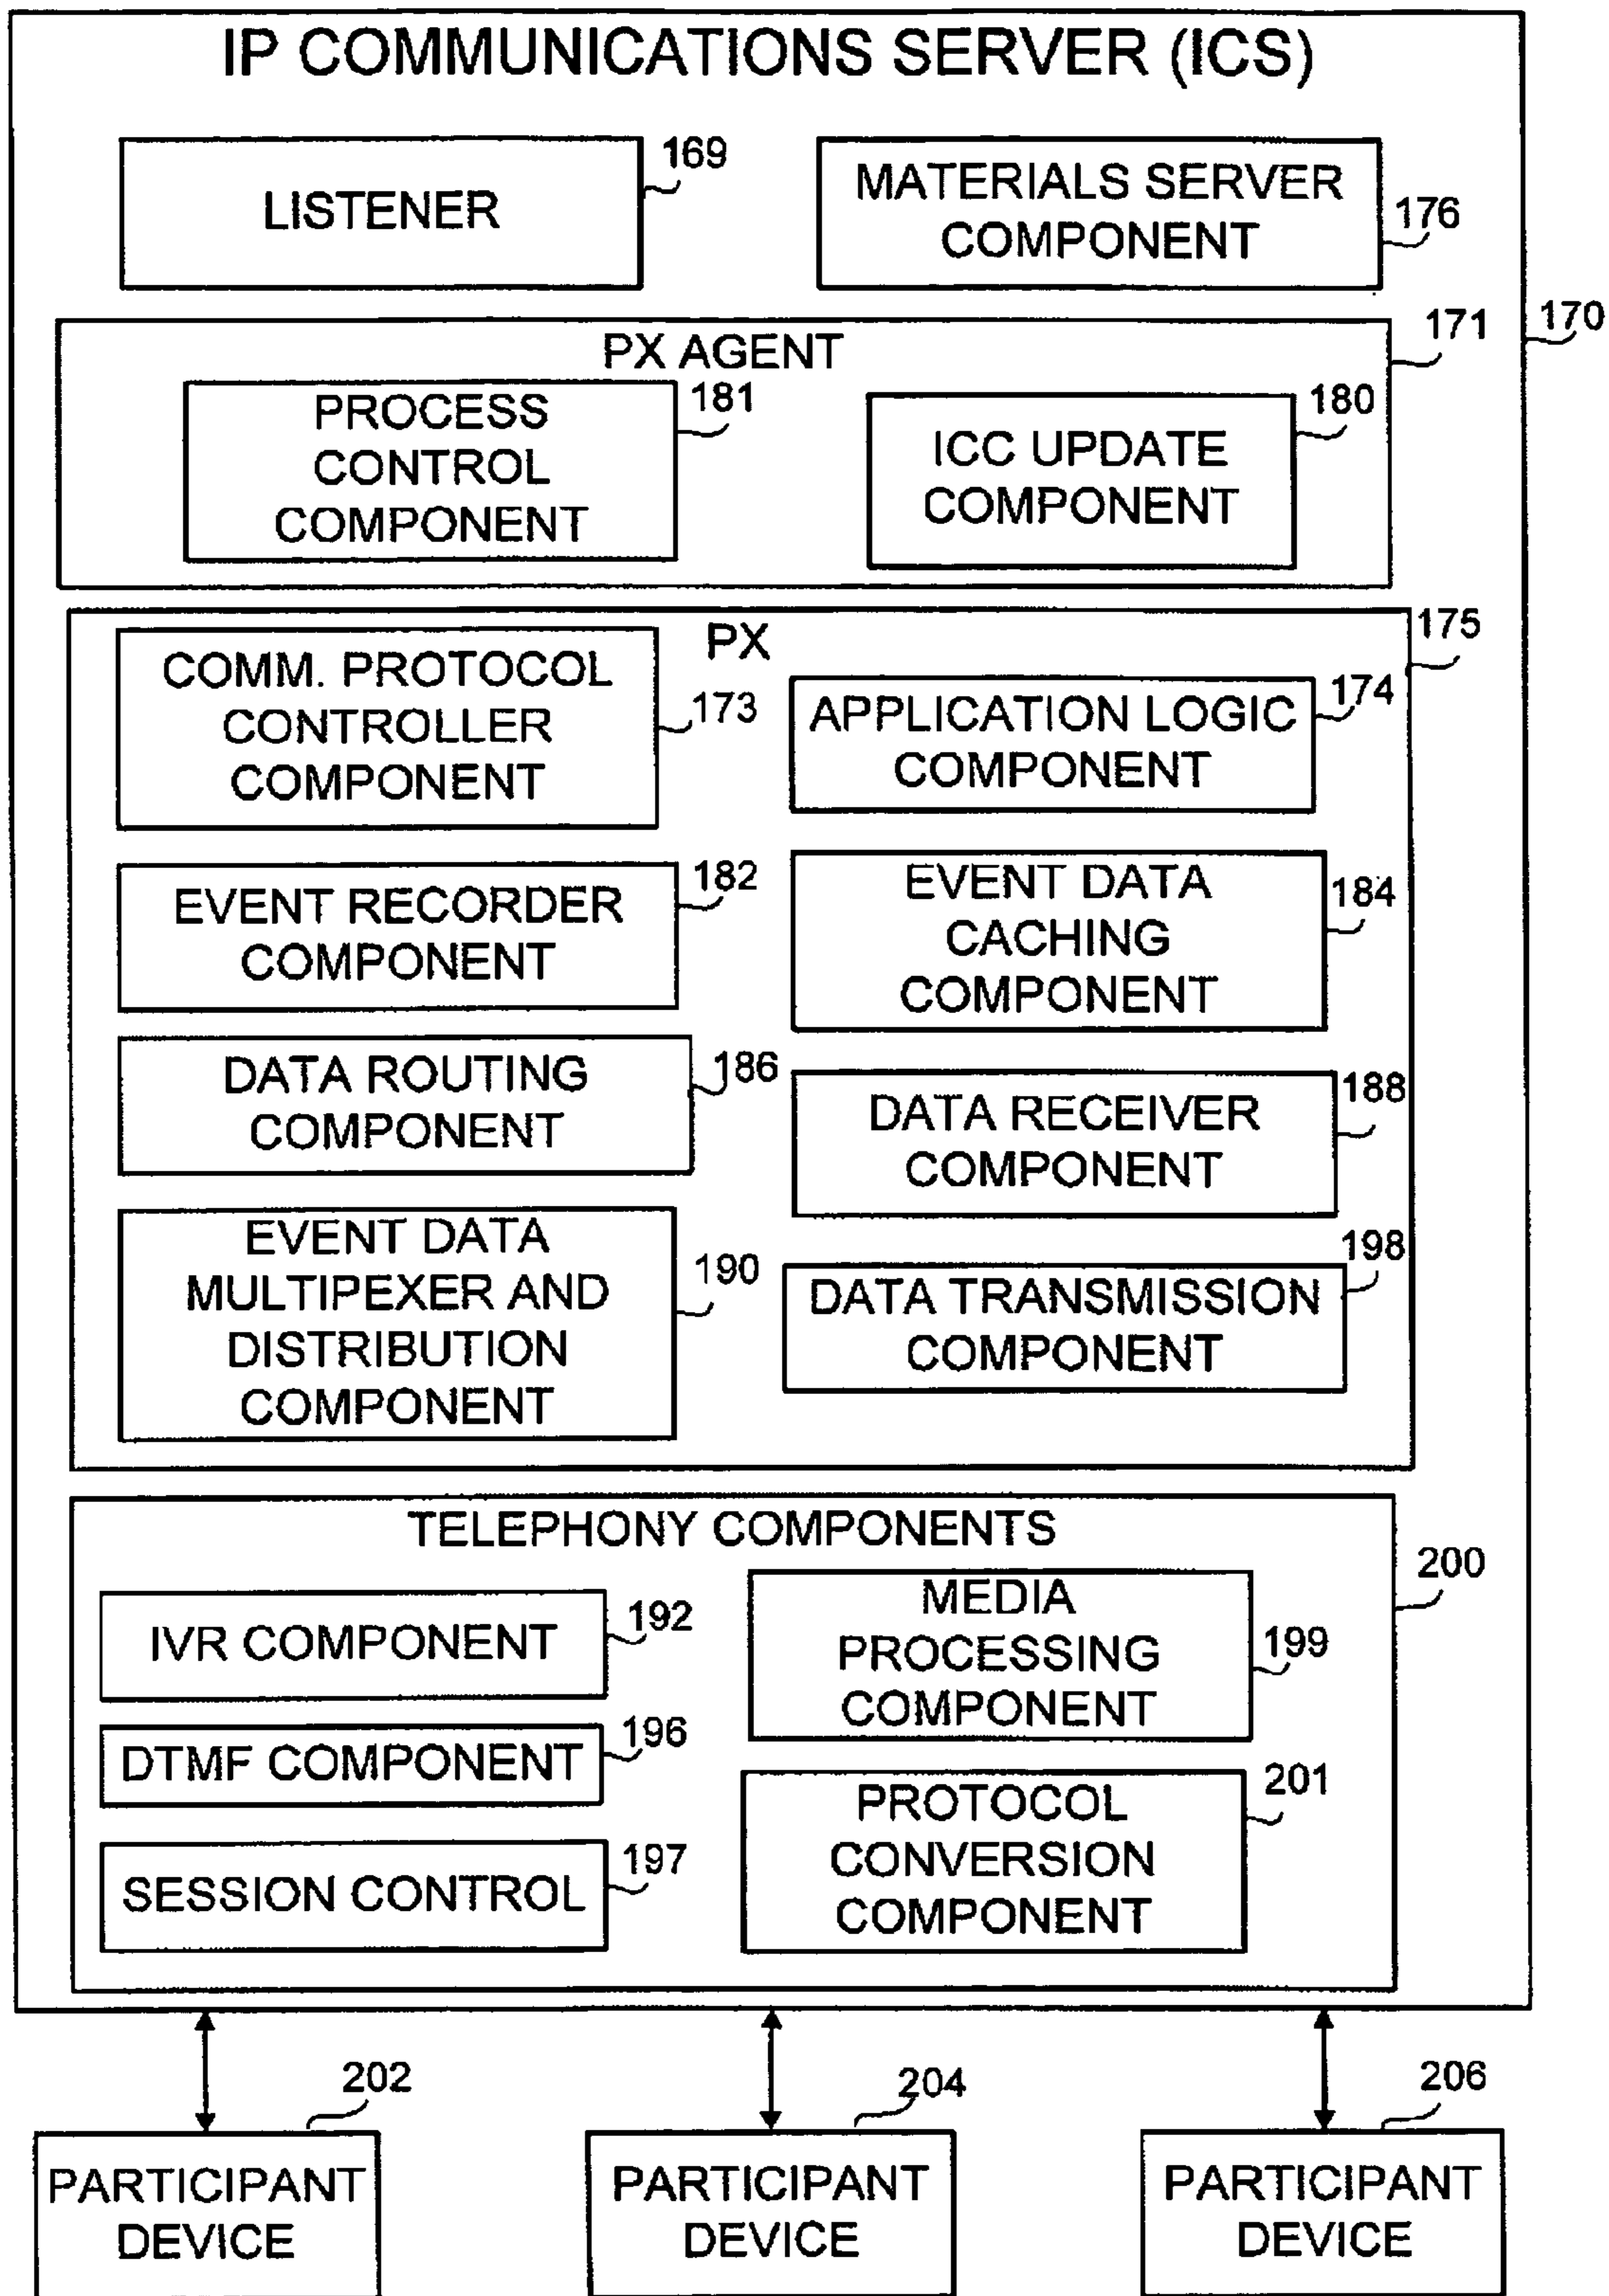 IP COMMUNICATIONS SERVER (ICS)
LISTENER
169
MATERIALS SERVER
COMPONENT
176
170
PX AGENT
171
PROCESS
CONTROL
COMPONENT
181
ICC UPDATE
COMPONENT
180
PX
175
COMM. PROTOCOL
CONTROLLER
COMPONENT
173
APPLICATION LOGIC
COMPONENT
174
EVENT RECORDER
COMPONENT
182
EVENT DATA
CACHING
COMPONENT
184
DATA ROUTING
COMPONENT
186
DATA RECEIVER
COMPONENT
188
EVENT DATA
MULTIPEXER AND
DISTRIBUTION
COMPONENT
190
DATA TRANSMISSION
COMPONENT
198
TELEPHONY COMPONENTS
200
IVR COMPONENT
192
MEDIA
PROCESSING
COMPONENT
199
DTMF COMPONENT
196
PROTOCOL
CONVERSION
COMPONENT
201
SESSION CONTROL
197
202
PARTICIPANT
DEVICE
204
PARTICIPANT
DEVICE
206
PARTICIPANT
DEVICE